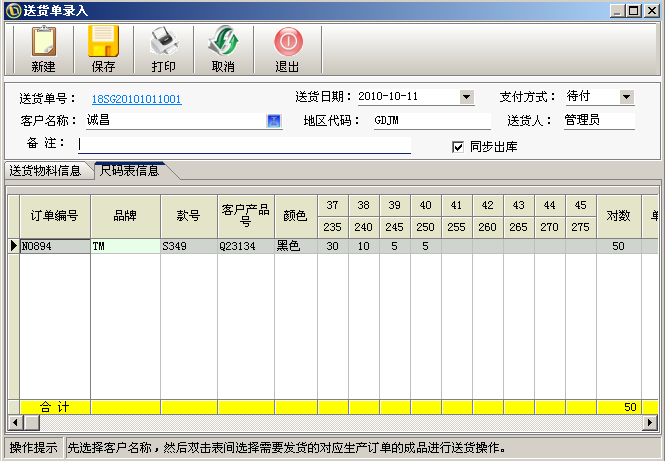 送货单录入
新建 保存 打印 取消 退出
送货单号： 18SG20101011001 送货日期：2010-10-11 支付方式：待付
客户名称：诚昌 地区代码：GDJM 送货人：管理员
备 注： 同步出库
送货物料信息 尺码表信息
订单编号 品牌 款号 客户产品号 颜色 37 38 39 40 41 42 43 44 45 对数 单
235 240 245 250 255 260 265 270 275
N0894 TM S349 Q23134 黑色 30 10 5 5 50
合 计 50
操作提示 先选择客户名称，然后双击表间选择需要发货的对应生产订单的成品进行送货操作。